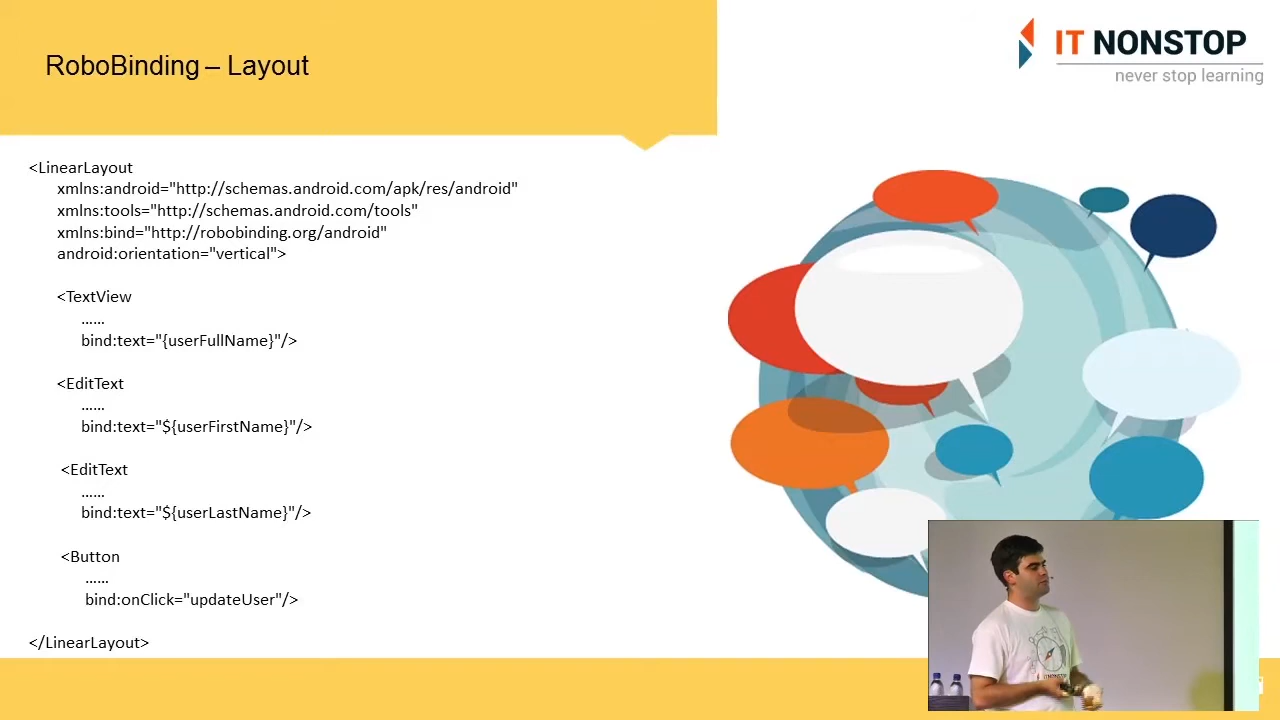 RoboBinding – Layout
IT NONSTOP
never stop learning
<LinearLayout
xmlns:android="http://schemas.android.com/apk/res/android"
xmlns:tools="http://schemas.android.com/tools"
xmlns:bind="http://robobinding.org/android"
android:orientation="vertical">
<TextView
……
bind:text="{userFullName}"/>
<EditText
……
bind:text="${userFirstName}"/>
<EditText
……
bind:text="${userLastName}"/>
<Button
……
bind:onClick="updateUser"/>
</LinearLayout>